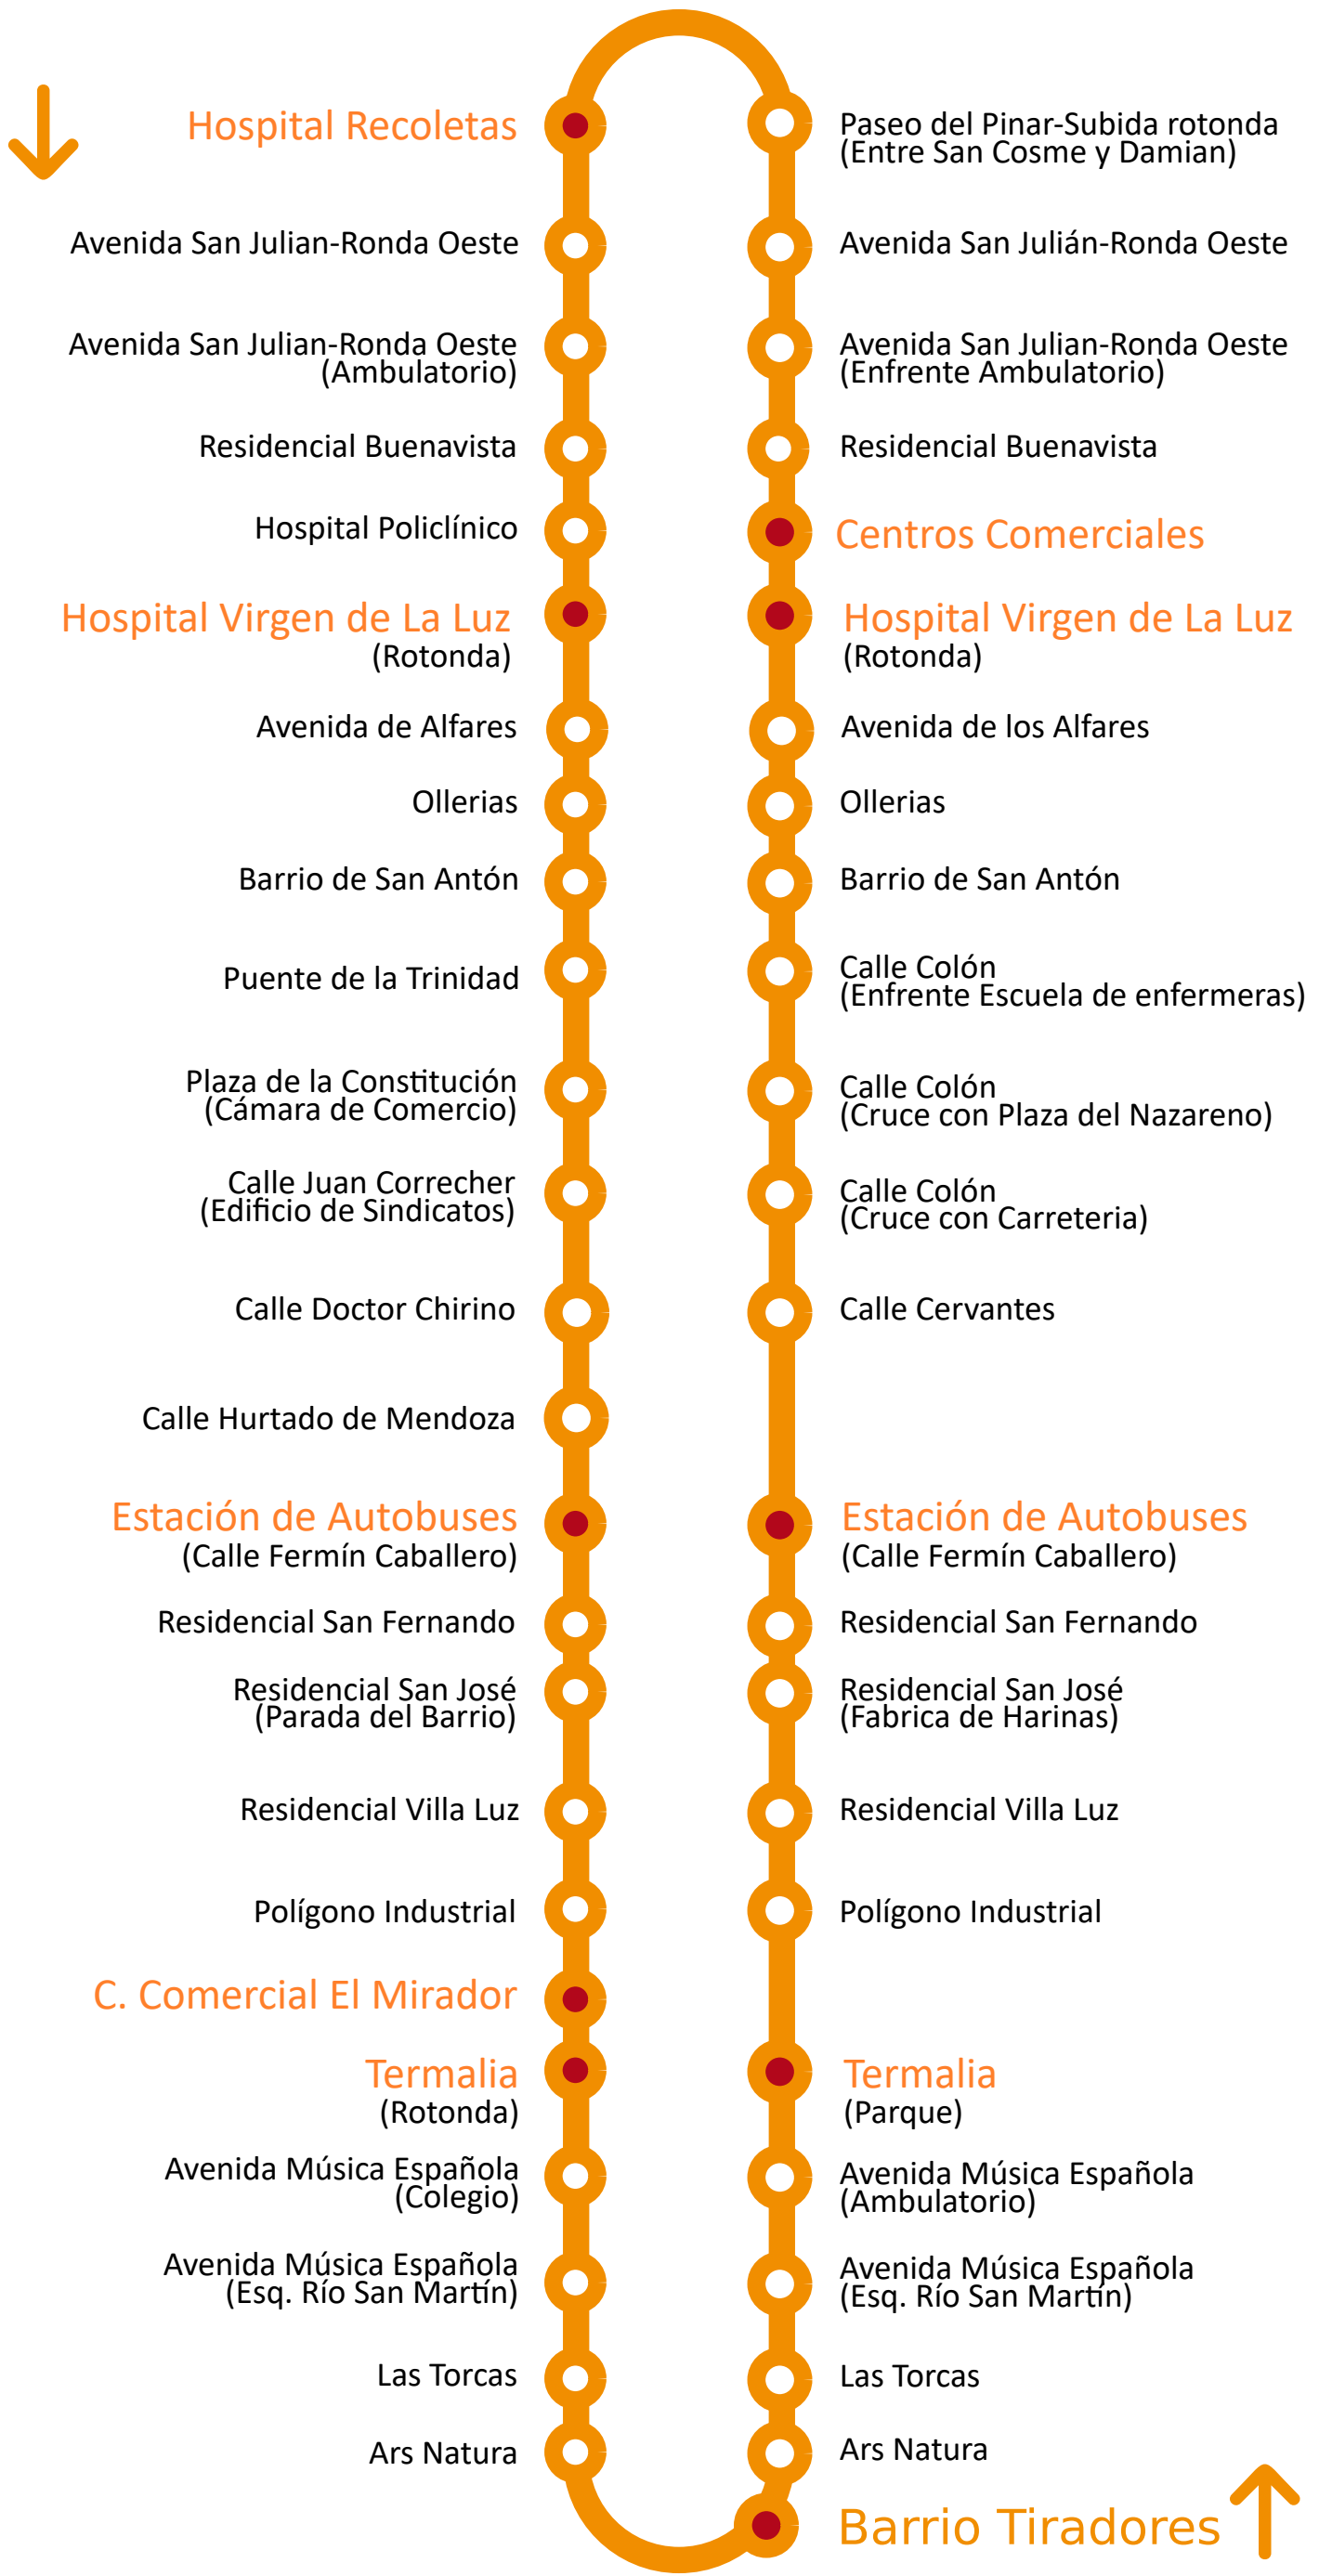 Hospital Recoletas
Avenida San Julian-Ronda Oeste
Avenida San Julian-Ronda Oeste
(Ambulatorio)
Residencial Buenavista
Hospital Policlínico
Hospital Virgen de La Luz
(Rotonda)
Avenida de Alfares
Ollerias
Barrio de San Antón
Puente de la Trinidad
Plaza de la Constitución
(Cámara de Comercio)
Calle Juan Correcher
(Edificio de Sindicatos)
Calle Doctor Chirino
Calle Hurtado de Mendoza
Estación de Autobuses
(Calle Fermín Caballero)
Residencial San Fernando
Residencial San José
(Parada del Barrio)
Residencial Villa Luz
Polígono Industrial
C. Comercial El Mirador
Termalia
(Rotonda)
Avenida Música Española
(Colegio)
Avenida Música Española
(Esq. Río San Martín)
Las Torcas
Ars Natura
Paseo del Pinar-Subida rotonda
(Entre San Cosme y Damian)
Avenida San Julián-Ronda Oeste
Avenida San Julian-Ronda Oeste
(Enfrente Ambulatorio)
Residencial Buenavista
Centros Comerciales
Hospital Virgen de La Luz
(Rotonda)
Avenida de los Alfares
Ollerias
Barrio de San Antón
Calle Colón
(Enfrente Escuela de enfermeras)
Calle Colón
(Cruce con Plaza del Nazareno)
Calle Colón
(Cruce con Carreteria)
Calle Cervantes
Estación de Autobuses
(Calle Fermín Caballero)
Residencial San Fernando
Residencial San José
(Fabrica de Harinas)
Residencial Villa Luz
Polígono Industrial
Termalia
(Parque)
Avenida Música Española
(Ambulatorio)
Avenida Música Española
(Esq. Río San Martín)
Las Torcas
Ars Natura
Barrio Tiradores